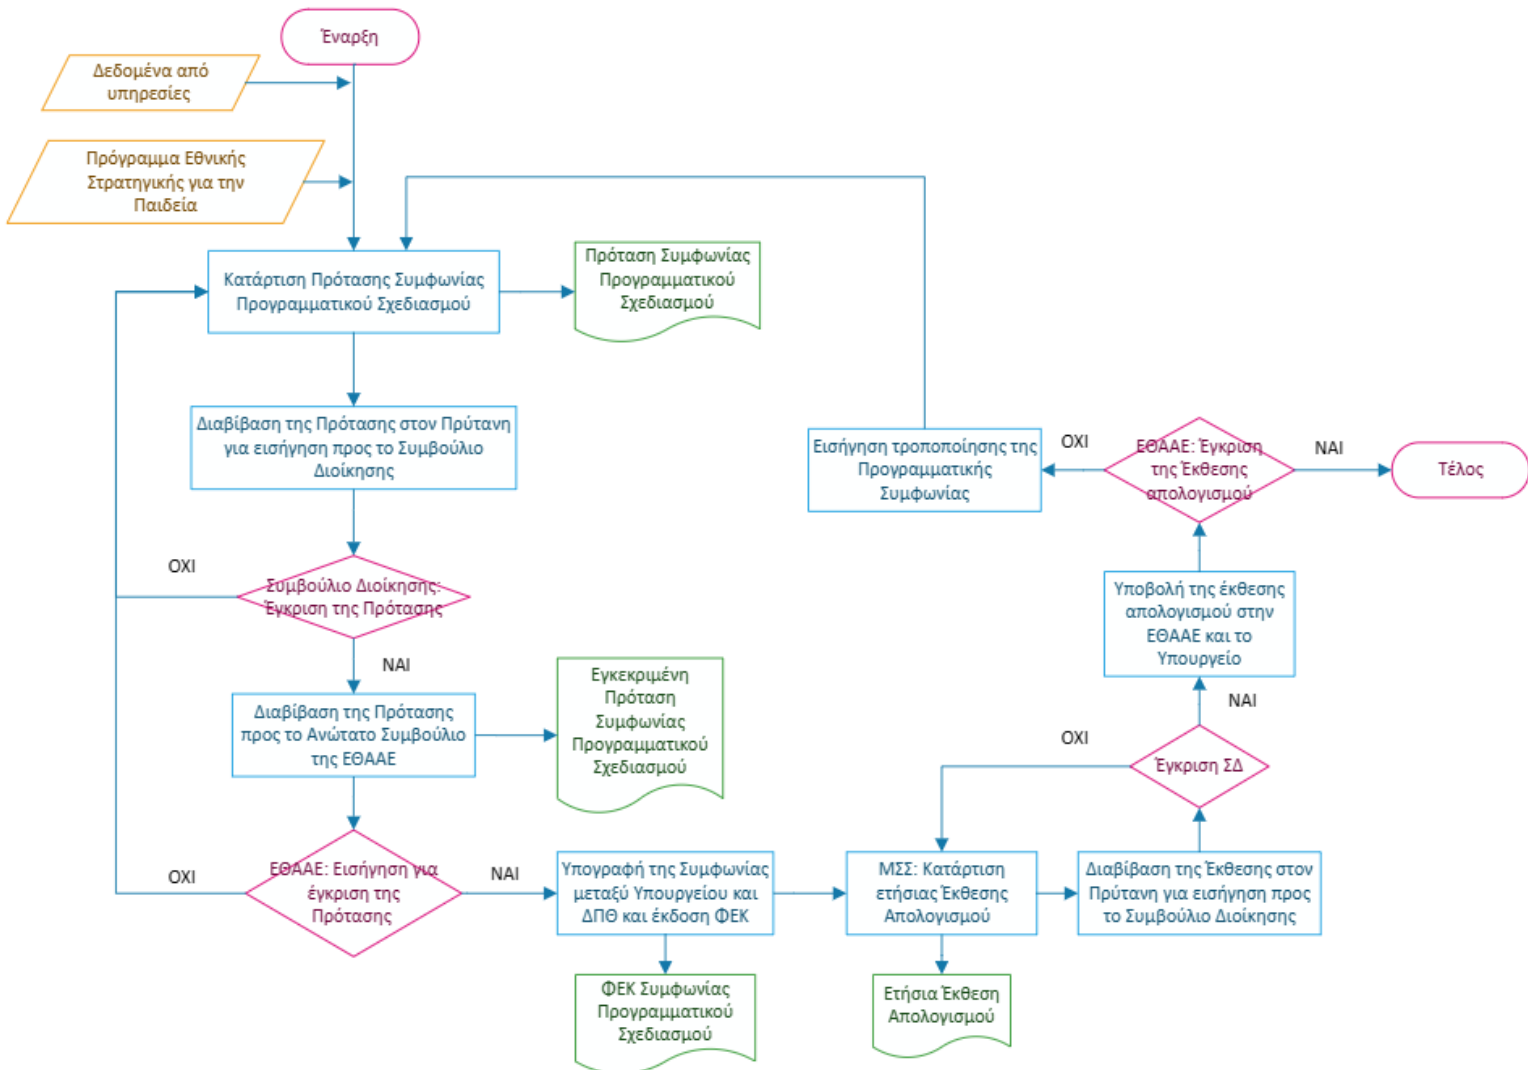 Έναρξη
Δεδομένα από
υπηρεσίες
Πρόγραμμα Εθνικής
Στρατηγικής για την
Παιδεία
Κατάρτιση Πρότασης Συμφωνίας
Προγραμματικού Σχεδιασμού
Πρόταση Συμφωνίας
Προγραμματικού
Σχεδιασμού
Διαβίβαση της Πρότασης στον Πρύτανη
για εισήγηση προς το Συμβούλιο
Διοίκησης
ΟΧΙ
Συμβούλιο Διοίκησης:
Έγκριση της Πρότασης
ΝΑΙ
Διαβίβαση της Πρότασης
προς το Ανώτατο Συμβούλιο
της ΕΘΑΑΕ
Εγκεκριμένη
Πρόταση
Συμφωνίας
Προγραμματικού
Σχεδιασμού
ΟΧΙ
ΕΘΑΑΕ: Εισήγηση για
έγκριση της
Πρότασης
ΝΑΙ
Υπογραφή της Συμφωνίας
μεταξύ Υπουργείου και
ΔΠΘ και έκδοση ΦΕΚ
ΦΕΚ Συμφωνίας
Προγραμματικού
Σχεδιασμού
ΜΣΣ: Κατάρτιση
ετήσιας Έκθεσης
Απολογισμού
Ετήσια Έκθεση
Απολογισμού
Διαβίβαση της Έκθεσης στον
Πρύτανη για εισήγηση προς
το Συμβούλιο Διοίκησης
Έγκριση ΣΔ
ΟΧΙ
ΝΑΙ
Υποβολή της έκθεσης
απολογισμού στην
ΕΘΑΑΕ και το
Υπουργείο
ΕΘΑΑΕ: Έγκριση
της Έκθεσης
απολογισμού
ΟΧΙ
Εισήγηση τροποποίησης της
Προγραμματικής
Συμφωνίας
ΝΑΙ
Τέλος